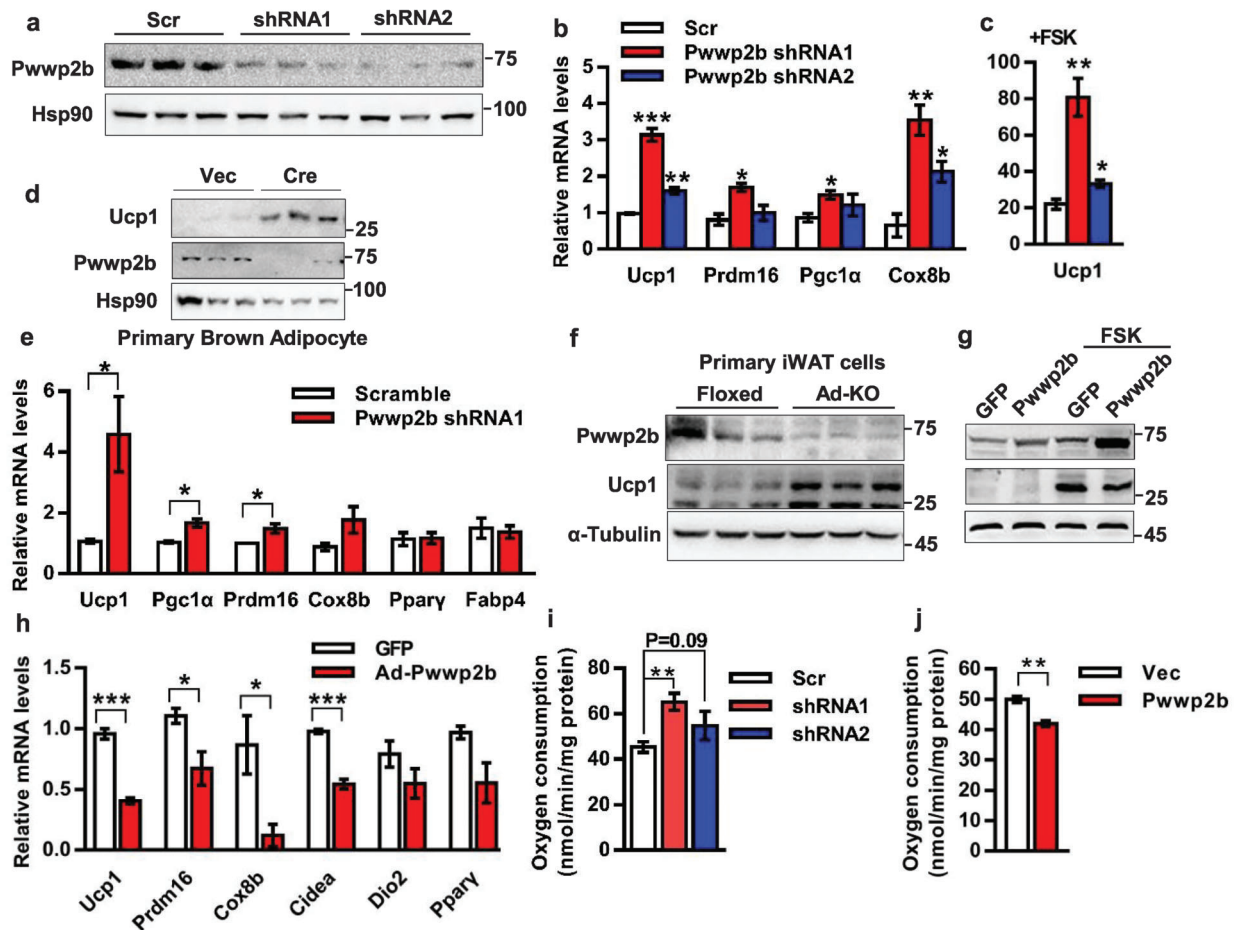 a
Scr shRNA1 shRNA2
Pwwp2b
-75
Hsp90
-100
b
Scr
Pwwp2b shRNA1
Pwwp2b shRNA2
Relative mRNA levels
5
4
3
2
1
0
***
**
*
*
**
*
Ucp1 Prdm16 Pgc1α Cox8b
c
+FSK
100
80
60
40
20
0
**
*
Ucp1
d
Vec Cre
Ucp1
-25
Pwwp2b
-75
Hsp90
-100
e
Primary Brown Adipocyte
Scramble
Pwwp2b shRNA1
Relative mRNA levels
6
4
2
0
*
*
*
Ucp1 Pgc1α Prdm16 Cox8b Pparγ Fabp4
f
Primary iWAT cells
Floxed Ad-KO
Pwwp2b
-75
Ucp1
-25
α-Tubulin
-45
g
FSK
GFP Pwwp2b GFP Pwwp2b
-75
-25
-45
h
GFP
Ad-Pwwp2b
Relative mRNA levels
1.5
1.0
0.5
0.0
***
*
*
***
Ucp1 Prdm16 Cox8b Cidea Dio2 Pparγ
i
P=0.09
**
Scr
shRNA1
shRNA2
Oxygen consumption
(nmol/min/mg protein)
80
60
40
20
0
j
**
Vec
Pwwp2b
Oxygen consumption
(nmol/min/mg protein)
60
50
40
30
20
10
0